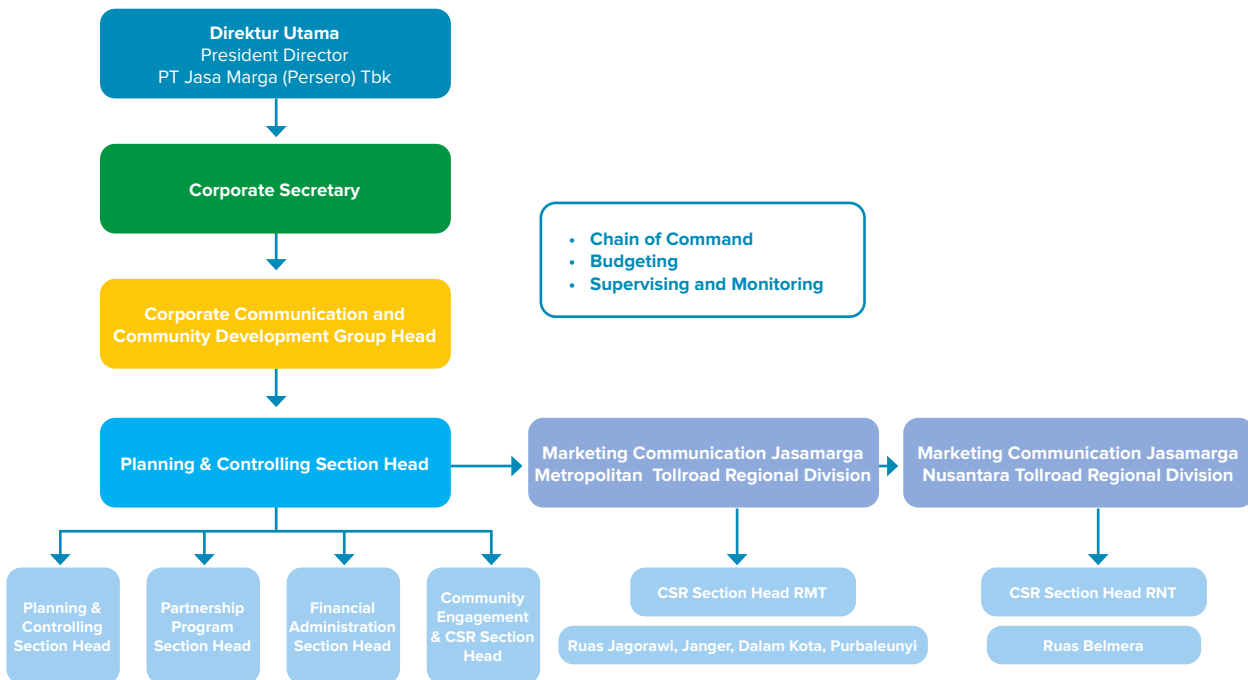 Direktur Utama
President Director
PT Jasa Marga (Persero) Tbk
Corporate Secretary
• Chain of Command
• Budgeting
• Supervising and Monitoring
Corporate Communication and
Community Development Group Head
Planning & Controlling Section Head
Marketing Communication Jasamarga
Metropolitan Tollroad Regional Division
Marketing Communication Jasamarga
Nusantara Tollroad Regional Division
Planning &
Controlling
Section Head
Partnership
Program
Section Head
Financial
Administration
Section Head
Community
Engagement
& CSR Section
Head
CSR Section Head RMT
Ruas Jagorawi, Janger, Dalam Kota, Purbaleunyi
CSR Section Head RNT
Ruas Belmera